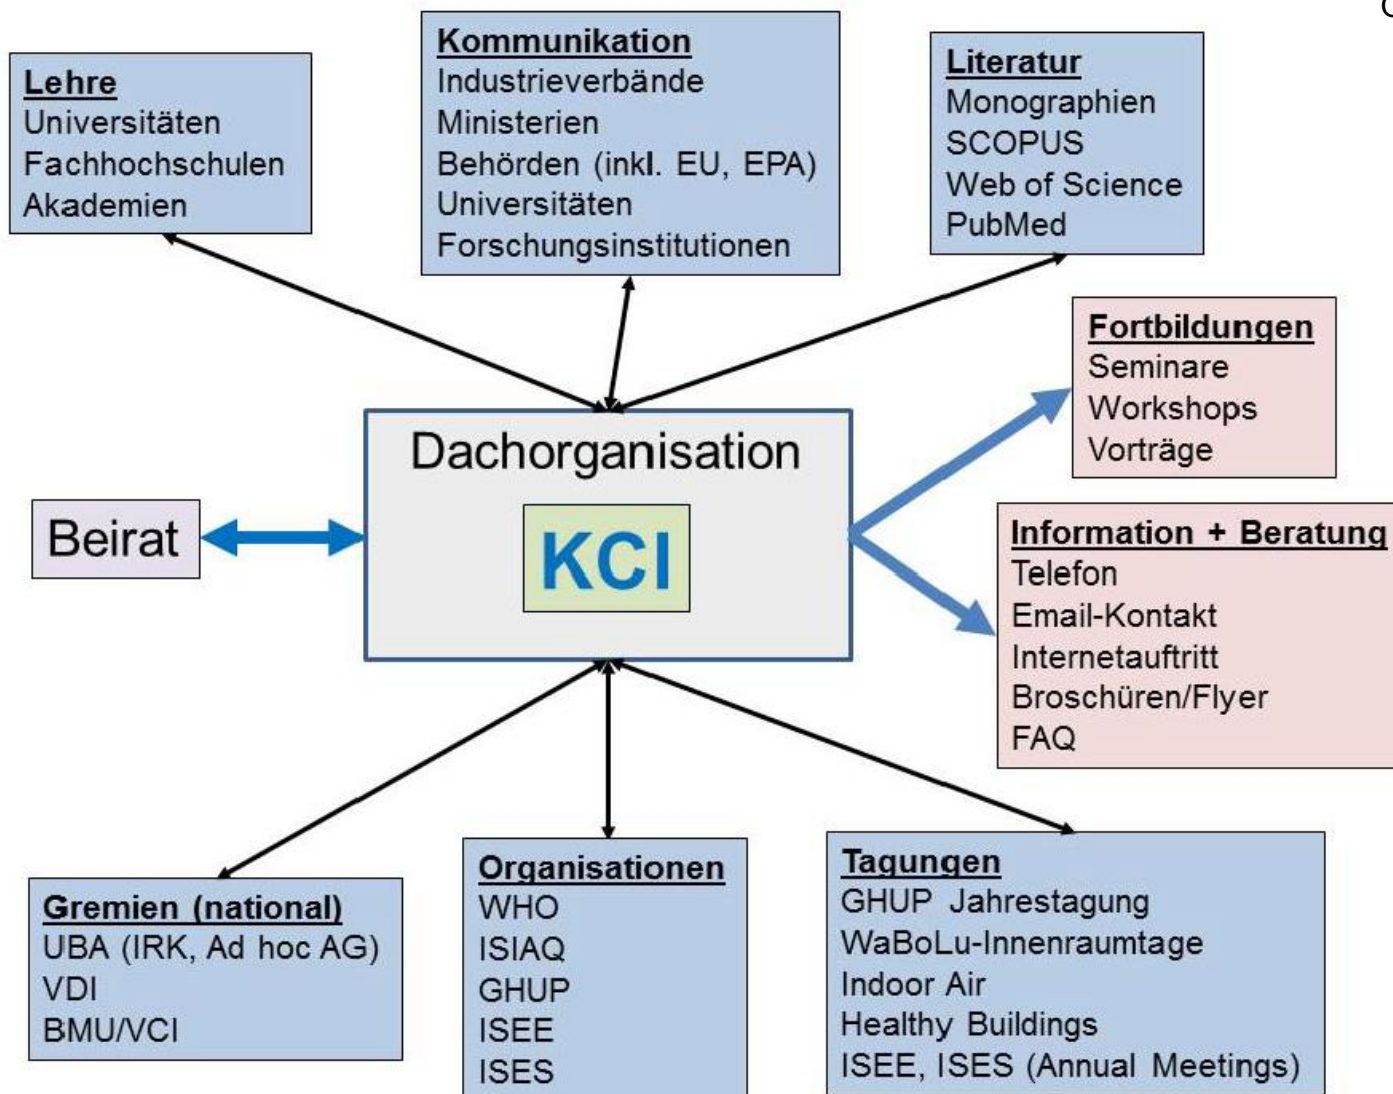 Lehre
Universitäten
Fachhochschulen
Akademien
Kommunikation
Industrieverbände
Ministerien
Behörden (inkl. EU, EPA)
Universitäten
Forschungsinstitutionen
Literatur
Monographien
SCOPUS
Web of Science
PubMed
Fortbildungen
Seminare
Workshops
Vorträge
Dachorganisation
KCI
Beirat
Information + Beratung
Telefon
Email-Kontakt
Internetauftritt
Broschüren/Flyer
FAQ
Gremien (national)
UBA (IRK, Ad hoc AG)
VDI
BMU/VCI
Organisationen
WHO
ISIAQ
GHUP
ISEE
ISES
Tagungen
GHUP Jahrestagung
WaBoLu-Innenraumtage
Indoor Air
Healthy Buildings
ISEE, ISES (Annual Meetings)